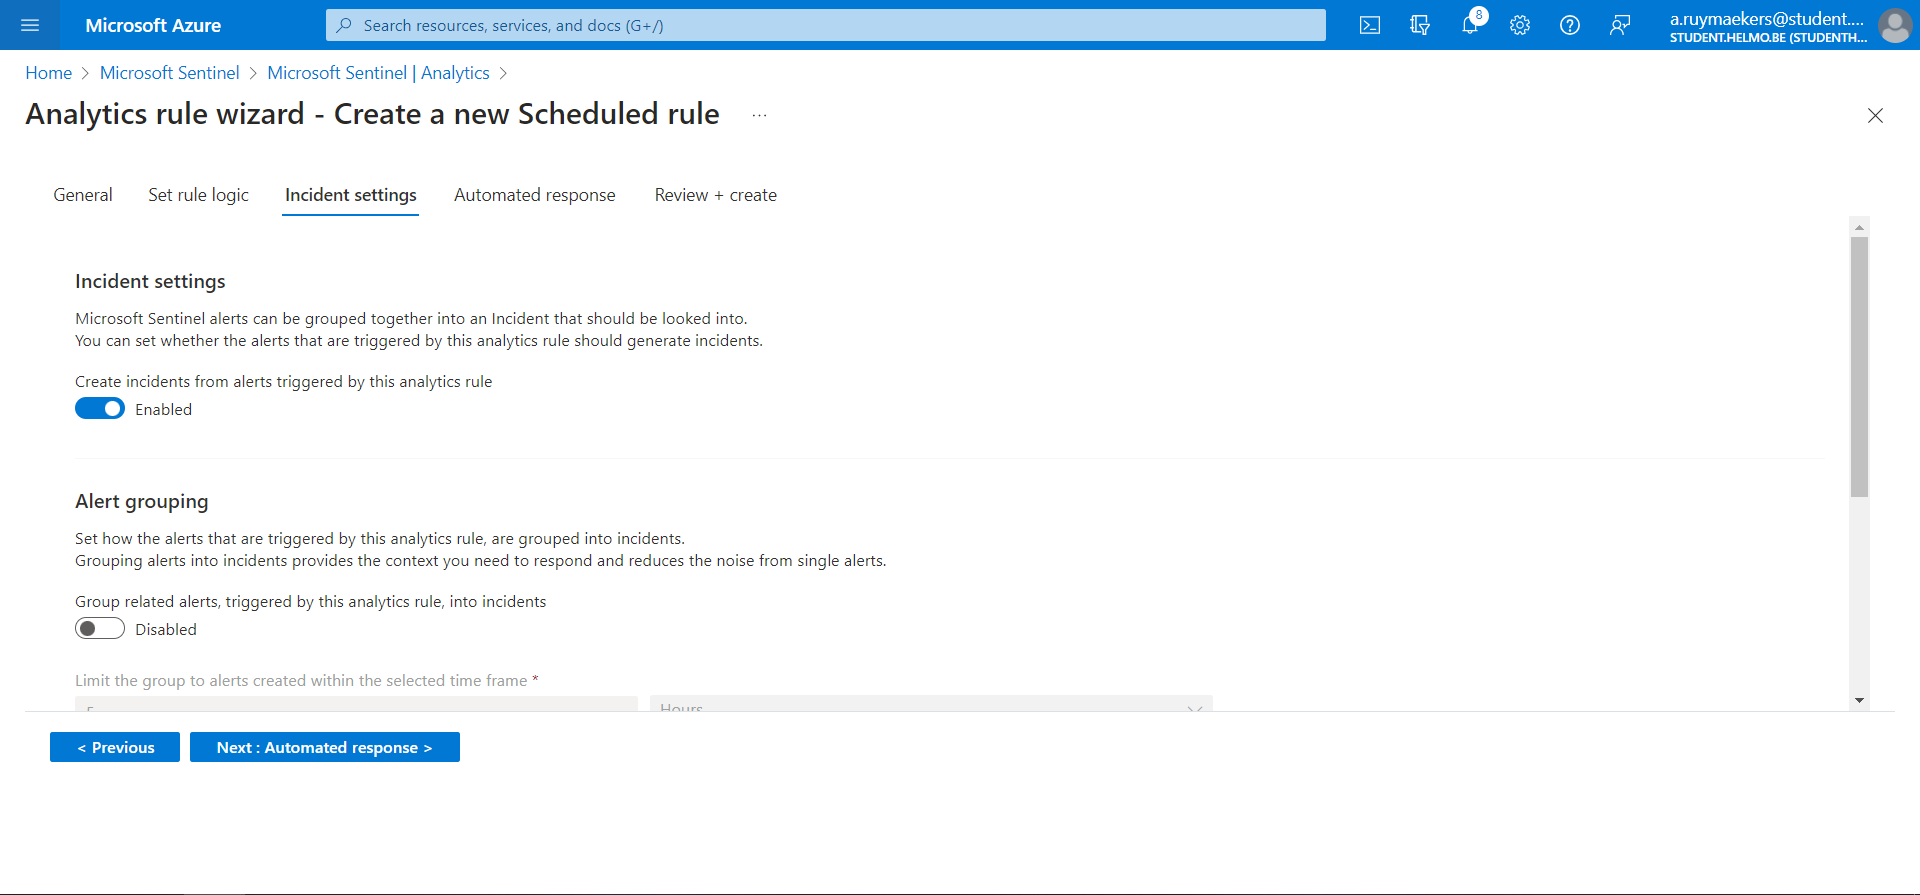 Microsoft Azure
Search resources, services, and docs (G+/)
8
a.ruymaekers@student....
STUDENT.HELMO.BE (STUDENTH...
Home > Microsoft Sentinel > Microsoft Sentinel | Analytics >
Analytics rule wizard - Create a new Scheduled rule ...
General
Set rule logic
Incident settings
Automated response
Review + create
Incident settings
Microsoft Sentinel alerts can be grouped together into an Incident that should be looked into.
You can set whether the alerts that are triggered by this analytics rule should generate incidents.
Create incidents from alerts triggered by this analytics rule
Enabled
Alert grouping
Set how the alerts that are triggered by this analytics rule, are grouped into incidents.
Grouping alerts into incidents provides the context you need to respond and reduces the noise from single alerts.
Group related alerts, triggered by this analytics rule, into incidents
Disabled
Limit the group to alerts created within the selected time frame *
Hours
< Previous
Next : Automated response >